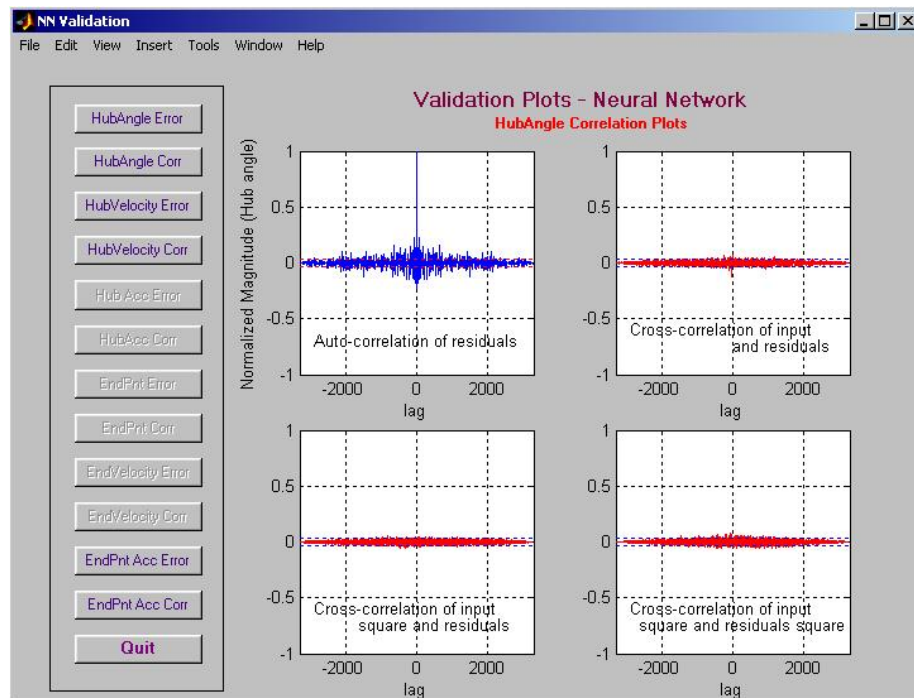 NN Validation
File Edit View Insert Tools Window Help
HubAngle Error
HubAngle Corr
HubVelocity Error
HubVelocity Corr
Hub Acc Error
HubAcc Corr
EndPnt Error
EndPnt Corr
EndVelocity Error
EndVelocity Corr
EndPnt Acc Error
EndPnt Acc Corr
Quit
Validation Plots - Neural Network
HubAngle Correlation Plots
Normalized Magnitude (Hub angle)
1
0.5
0
-0.5
-1
Auto-correlation of residuals
-2000 0 2000
lag
1
0.5
0
-0.5
-1
Cross-correlation of input
and residuals
-2000 0 2000
lag
1
0.5
0
-0.5
-1
Cross-correlation of input
square and residuals
-2000 0 2000
lag
1
0.5
0
-0.5
-1
Cross-correlation of input
square and residuals square
-2000 0 2000
lag